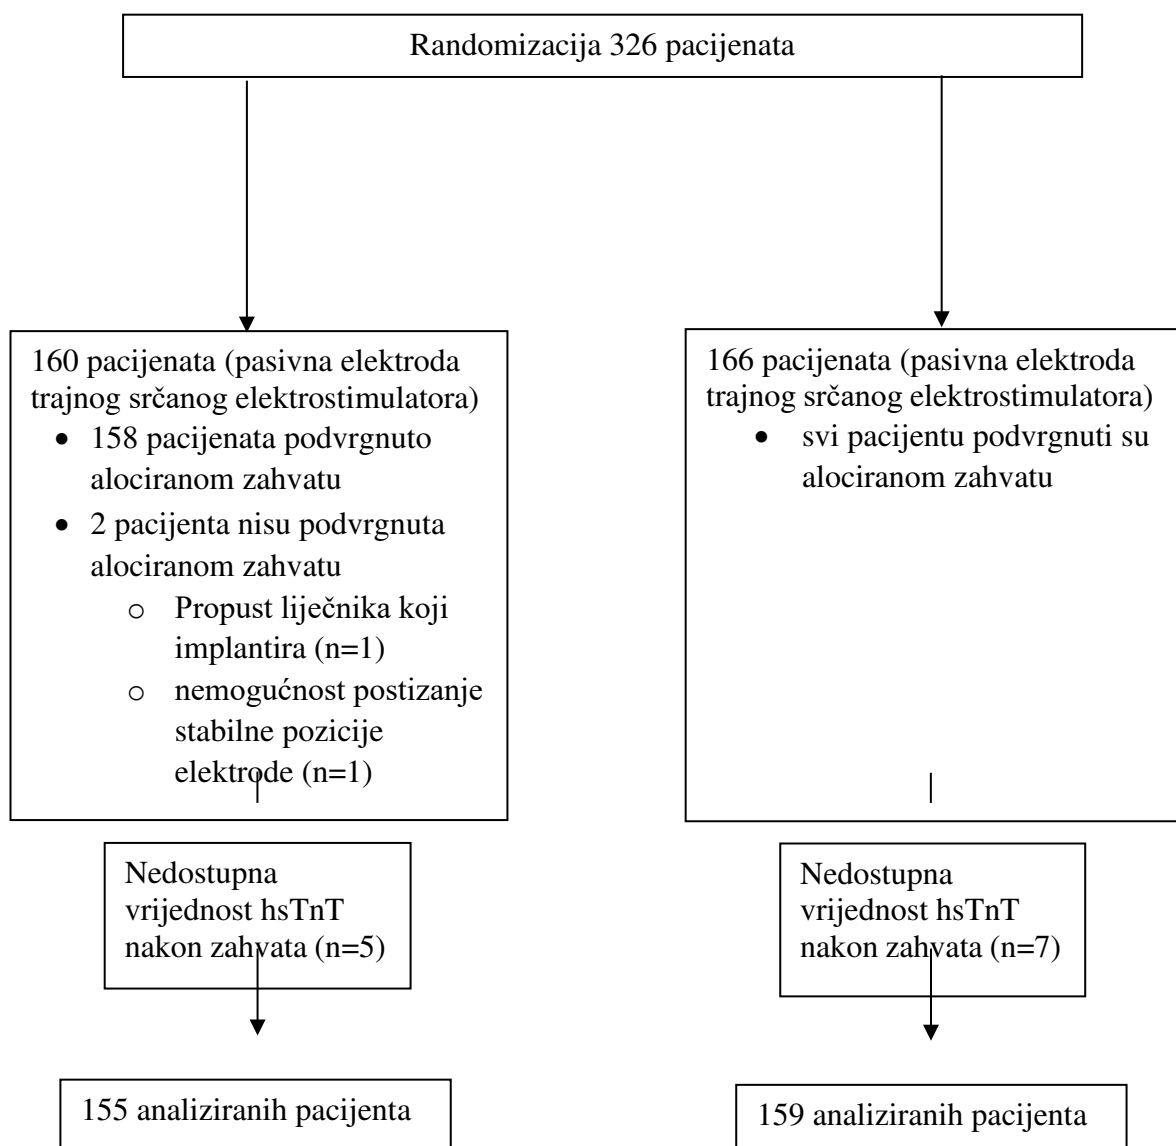 Randomizacija 326 pacijenata
160 pacijenata (pasivna elektroda
trajnog srčanog elektrostimulatora)
• 158 pacijenata podvrgnuto
alociranom zahvatu
• 2 pacijenta nisu podvrgnuta
alociranom zahvatu
o Propust liječnika koji
implantira (n=1)
o nemogućnost postizanje
stabilne pozicije
elektrode (n=1)
166 pacijenata (pasivna elektroda
trajnog srčanog elektrostimulatora)
• svi pacijentu podvrgnuti su
alociranom zahvatu
Nedostupna
vrijednost hsTnT
nakon zahvata (n=5)
Nedostupna
vrijednost hsTnT
nakon zahvata (n=7)
155 analiziranih pacijenta
159 analiziranih pacijenta